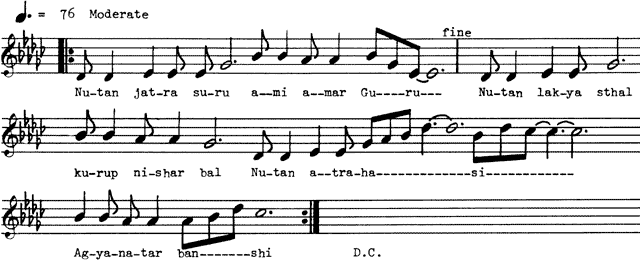 ♩. = 76 Moderate
fine
Nu-tan jat-ra su-ru a--mi a--mar Gu----ru--- Nu-tan lak-ya sthal
ku-rup ni-shar bal Nu-tan a--tra-ha-------------si------------
Ag-ya-na-tar ban-------shi D.C.